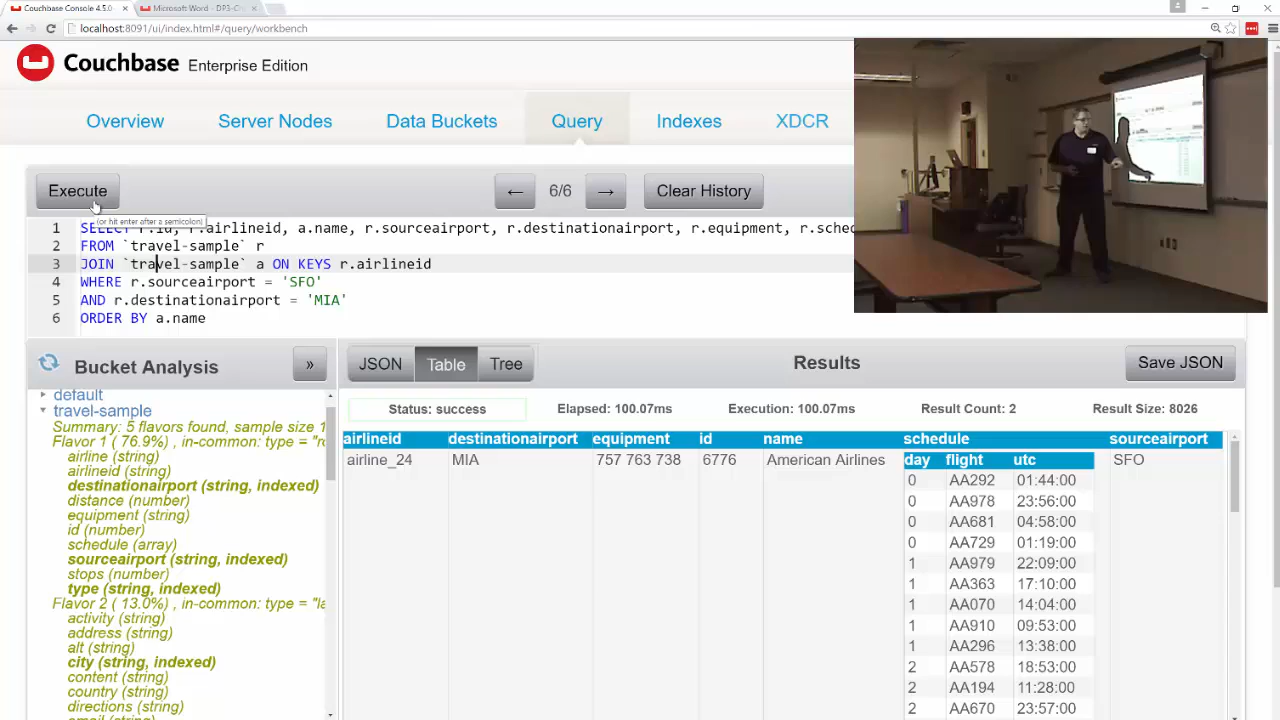 Couchbase Console 4.5.0
Microsoft Word - DP3-Ch
localhost:8091/ui/index.html#/query/workbench
Couchbase Enterprise Edition
Overview
Server Nodes
Data Buckets
Query
Indexes
XDCR
Execute
← 6/6 →
Clear History
(or hit enter after a semicolon)
1 SELECT r.id, r.airlineid, a.name, r.sourceairport, r.destinationairport, r.equipment, r.sche
2 FROM `travel-sample` r
3 JOIN `travel-sample` a ON KEYS r.airlineid
4 WHERE r.sourceairport = 'SFO'
5 AND r.destinationairport = 'MIA'
6 ORDER BY a.name
Bucket Analysis
»
default
travel-sample
Summary: 5 flavors found, sample size 1
Flavor 1 ( 76.9%) , in-common: type = "ro
airline (string)
airlineid (string)
destinationairport (string, indexed)
distance (number)
equipment (string)
id (number)
schedule (array)
sourceairport (string, indexed)
stops (number)
type (string, indexed)
Flavor 2 ( 13.0%) , in-common: type = "la
activity (string)
address (string)
alt (string)
city (string, indexed)
content (string)
country (string)
directions (string)
email (string)
JSON
Table
Tree
Results
Save JSON
Status: success
Elapsed: 100.07ms
Execution: 100.07ms
Result Count: 2
Result Size: 8026
airlineid destinationairport equipment id name schedule sourceairport
airline_24 MIA 757 763 738 6776 American Airlines day flight utc SFO
0 AA292 01:44:00
0 AA978 23:56:00
0 AA681 04:58:00
0 AA729 01:19:00
1 AA979 22:09:00
1 AA363 17:10:00
1 AA070 14:04:00
1 AA910 09:53:00
1 AA296 13:38:00
2 AA578 18:53:00
2 AA194 11:28:00
2 AA670 23:57:00